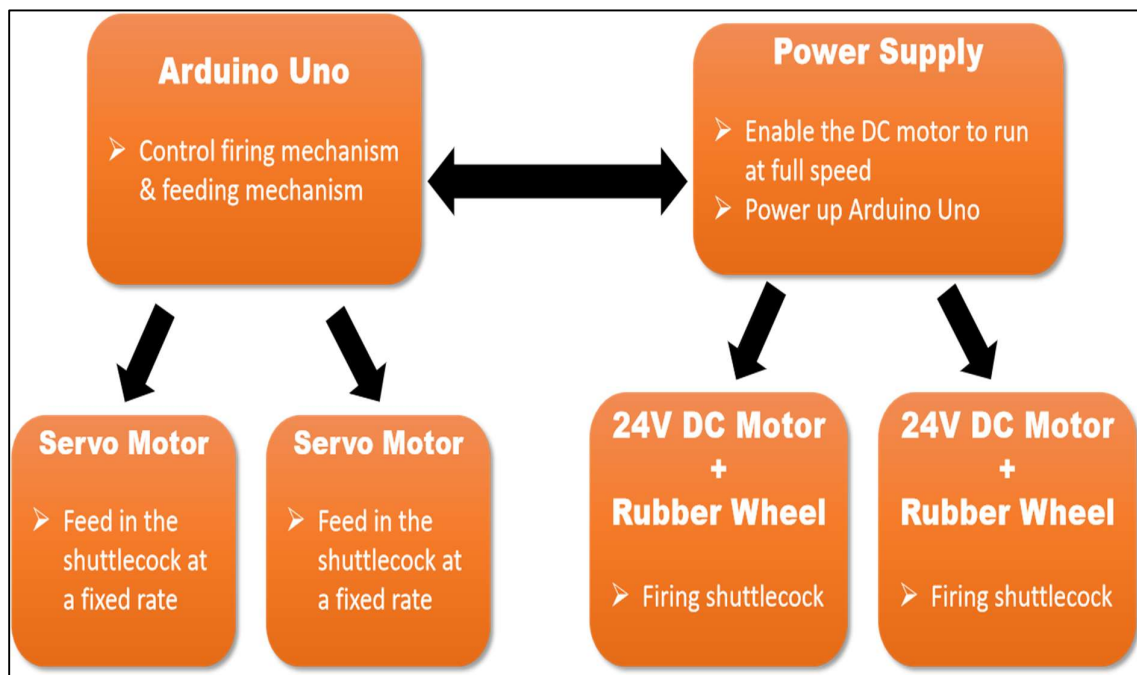 Arduino Uno
➢ Control firing mechanism
& feeding mechanism
Power Supply
➢ Enable the DC motor to run
at full speed
➢ Power up Arduino Uno
Servo Motor
➢ Feed in the
shuttlecock at
a fixed rate
Servo Motor
➢ Feed in the
shuttlecock at
a fixed rate
24V DC Motor
+
Rubber Wheel
➢ Firing shuttlecock
24V DC Motor
+
Rubber Wheel
➢ Firing shuttlecock